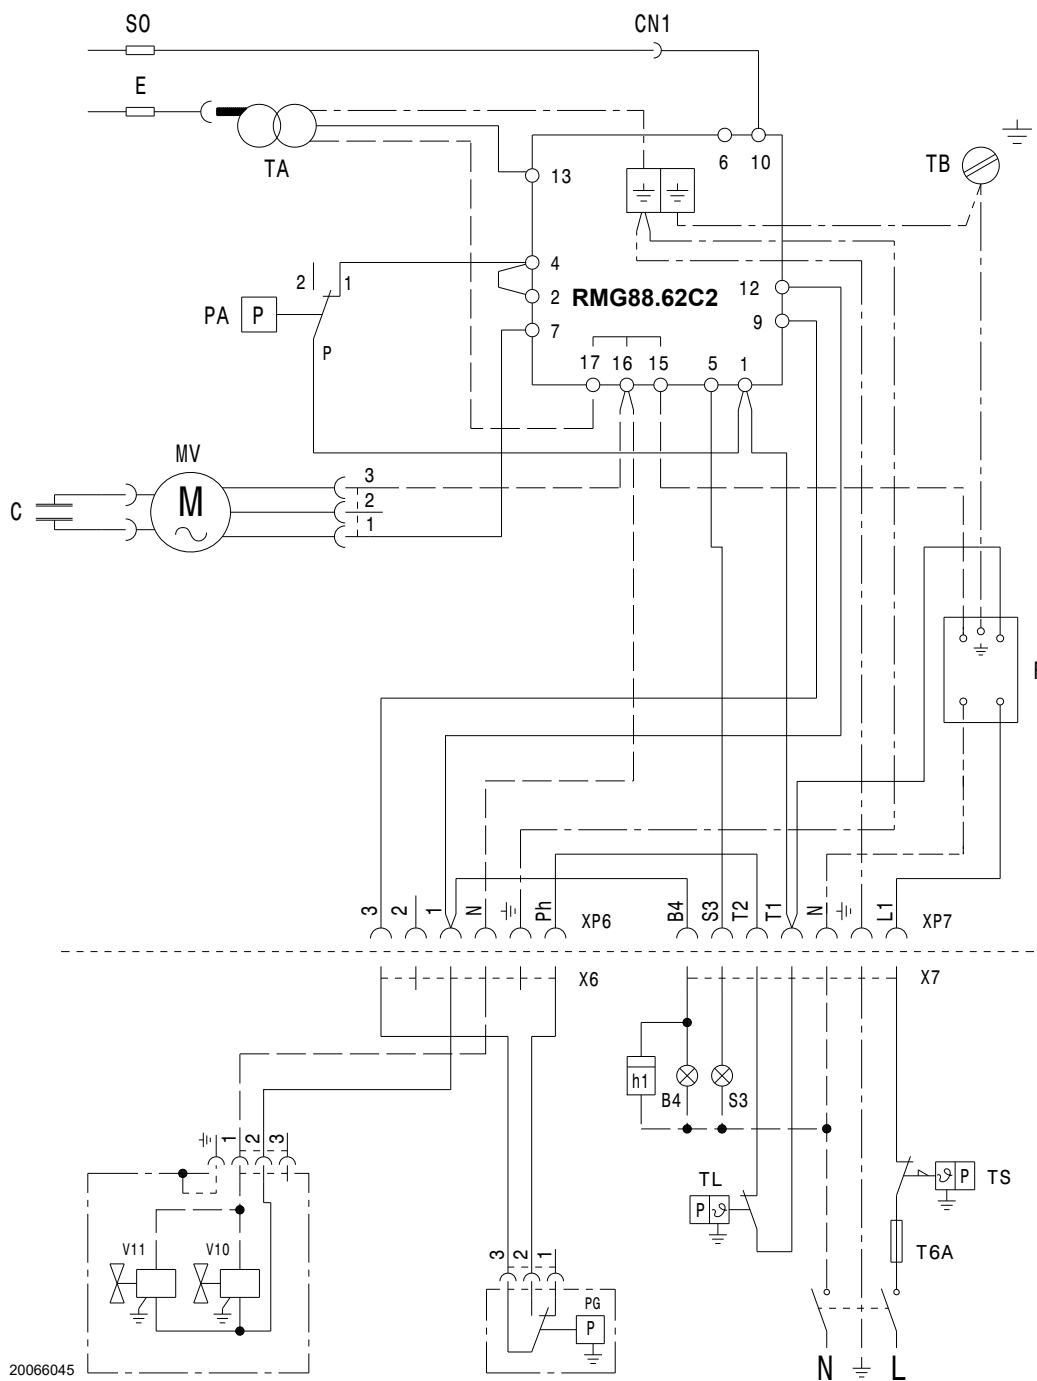 S0
CN1
E
TA
6 10
TB
13
4
2 1
2 RMG88.62C2
12
PA P
7
9
P
17 16 15 5 1
MV
3
C
M
2
1
3 2 1 N Ph XP6
B4 S3 T2 T1 N L1 XP7
X6
X7
h1
B4 S3
1 2 3
TL
P ϑ
ϑ P TS
V11 V10
3 2 1
T6A
PG
P
20066045
N L